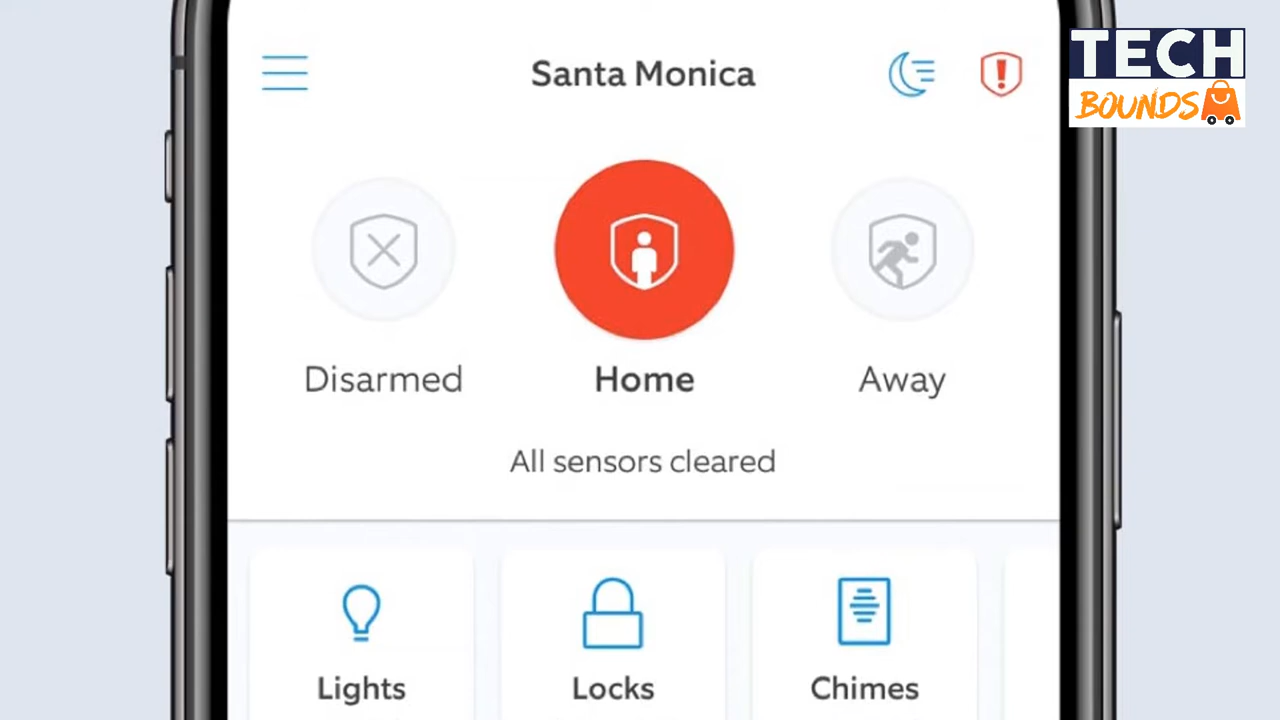 Santa Monica
TECH
BOUNDS
Disarmed
Home
Away
All sensors cleared
Lights
Locks
Chimes